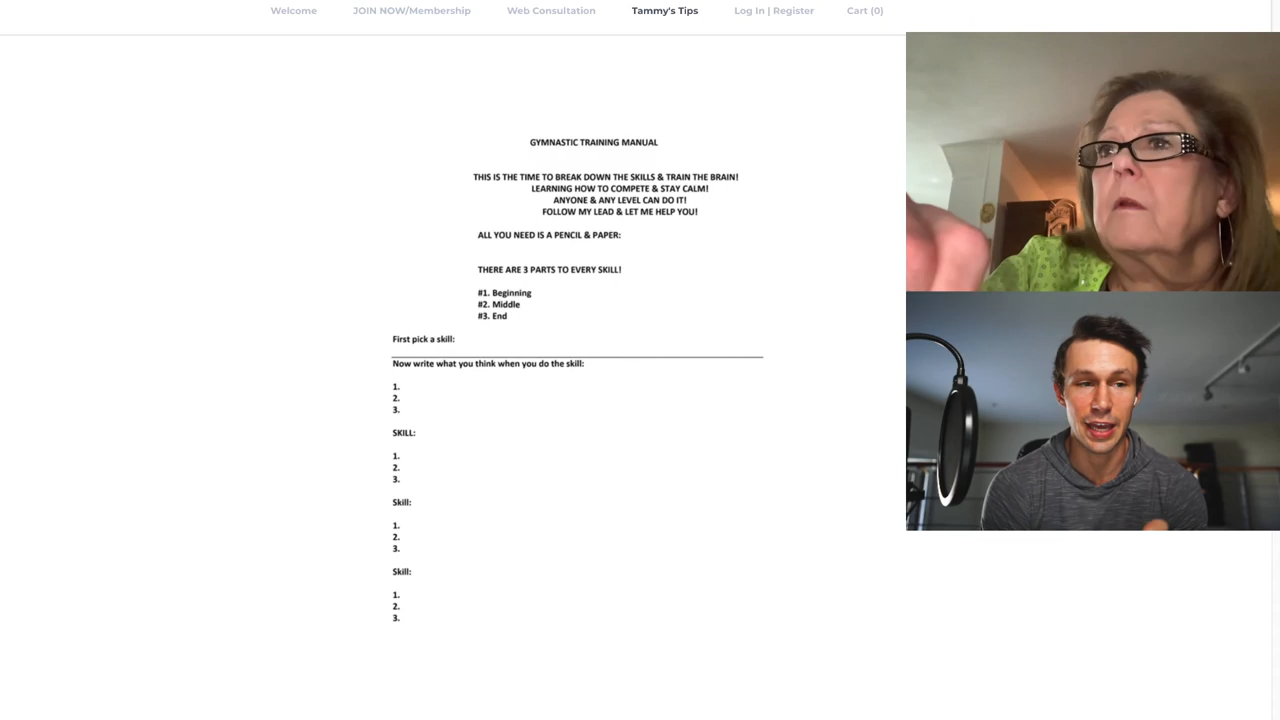 Welcome JOIN NOW/Membership Web Consultation Tammy's Tips Log In | Register Cart (0)
GYMNASTIC TRAINING MANUAL
THIS IS THE TIME TO BREAK DOWN THE SKILLS & TRAIN THE BRAIN!
LEARNING HOW TO COMPETE & STAY CALM!
ANYONE & ANY LEVEL CAN DO IT!
FOLLOW MY LEAD & LET ME HELP YOU!
ALL YOU NEED IS A PENCIL & PAPER:
THERE ARE 3 PARTS TO EVERY SKILL!
#1. Beginning
#2. Middle
#3. End
First pick a skill:
Now write what you think when you do the skill:
1.
2.
3.
SKILL:
1.
2.
3.
Skill:
1.
2.
3.
Skill:
1.
2.
3.